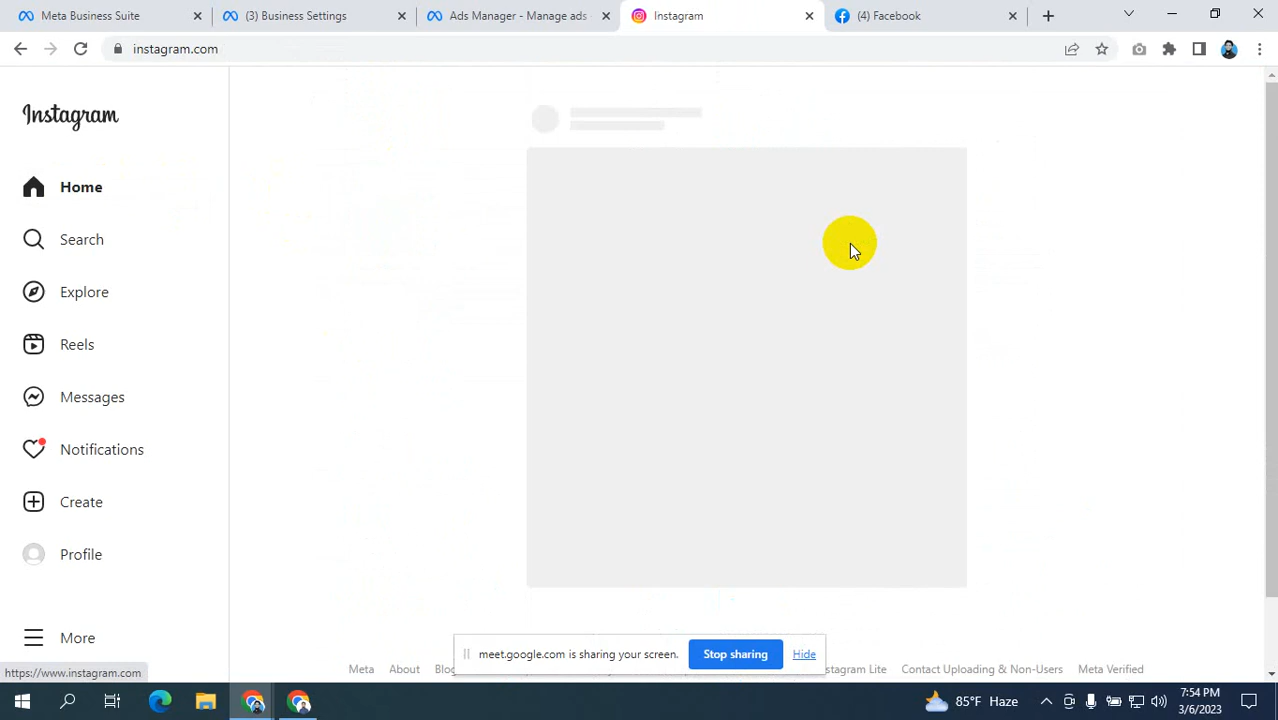 Meta Business Suite
(3) Business Settings
Ads Manager - Manage ads
Instagram
(4) Facebook
instagram.com
Instagram
Home
Search
Explore
Reels
Messages
Notifications
Create
Profile
More
https://www.instagram.com
meet.google.com is sharing your screen.
Stop sharing
Hide
Meta
About
Blo
Contact Uploading & Non-Users
Meta Verified
85°F Haze
7:54 PM
3/6/2023